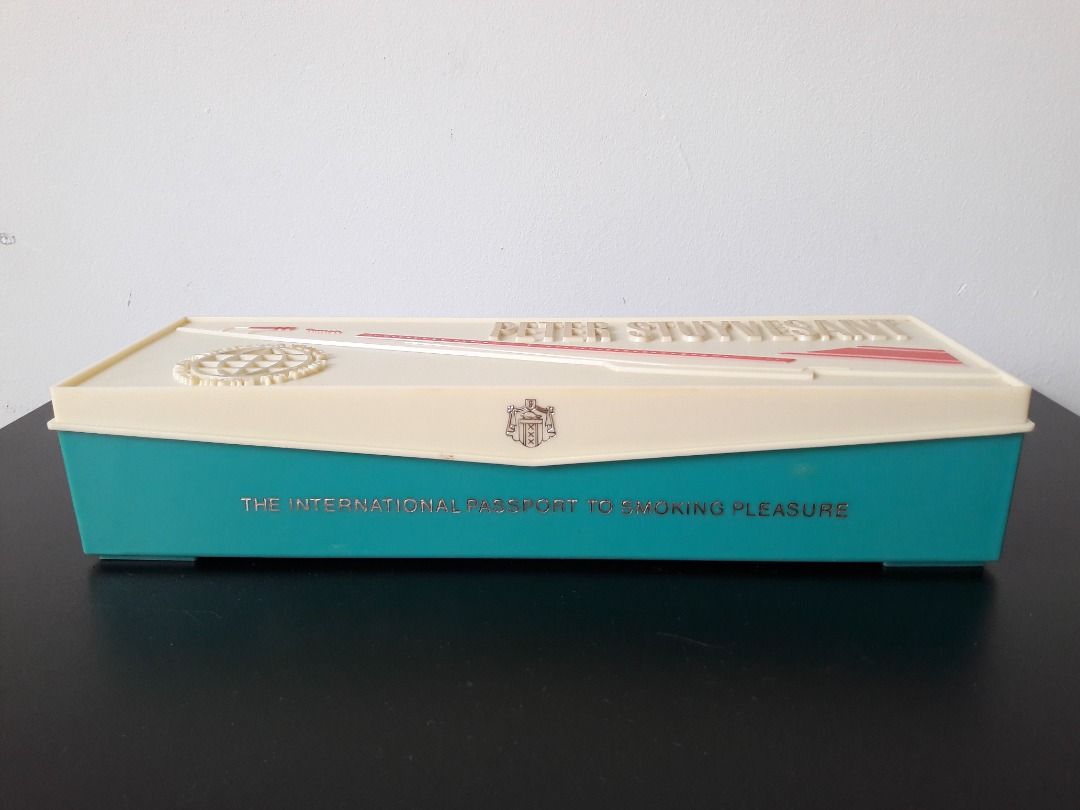 PETER STUYVESANT
THE INTERNATIONAL PASSPORT TO SMOKING PLEASURE